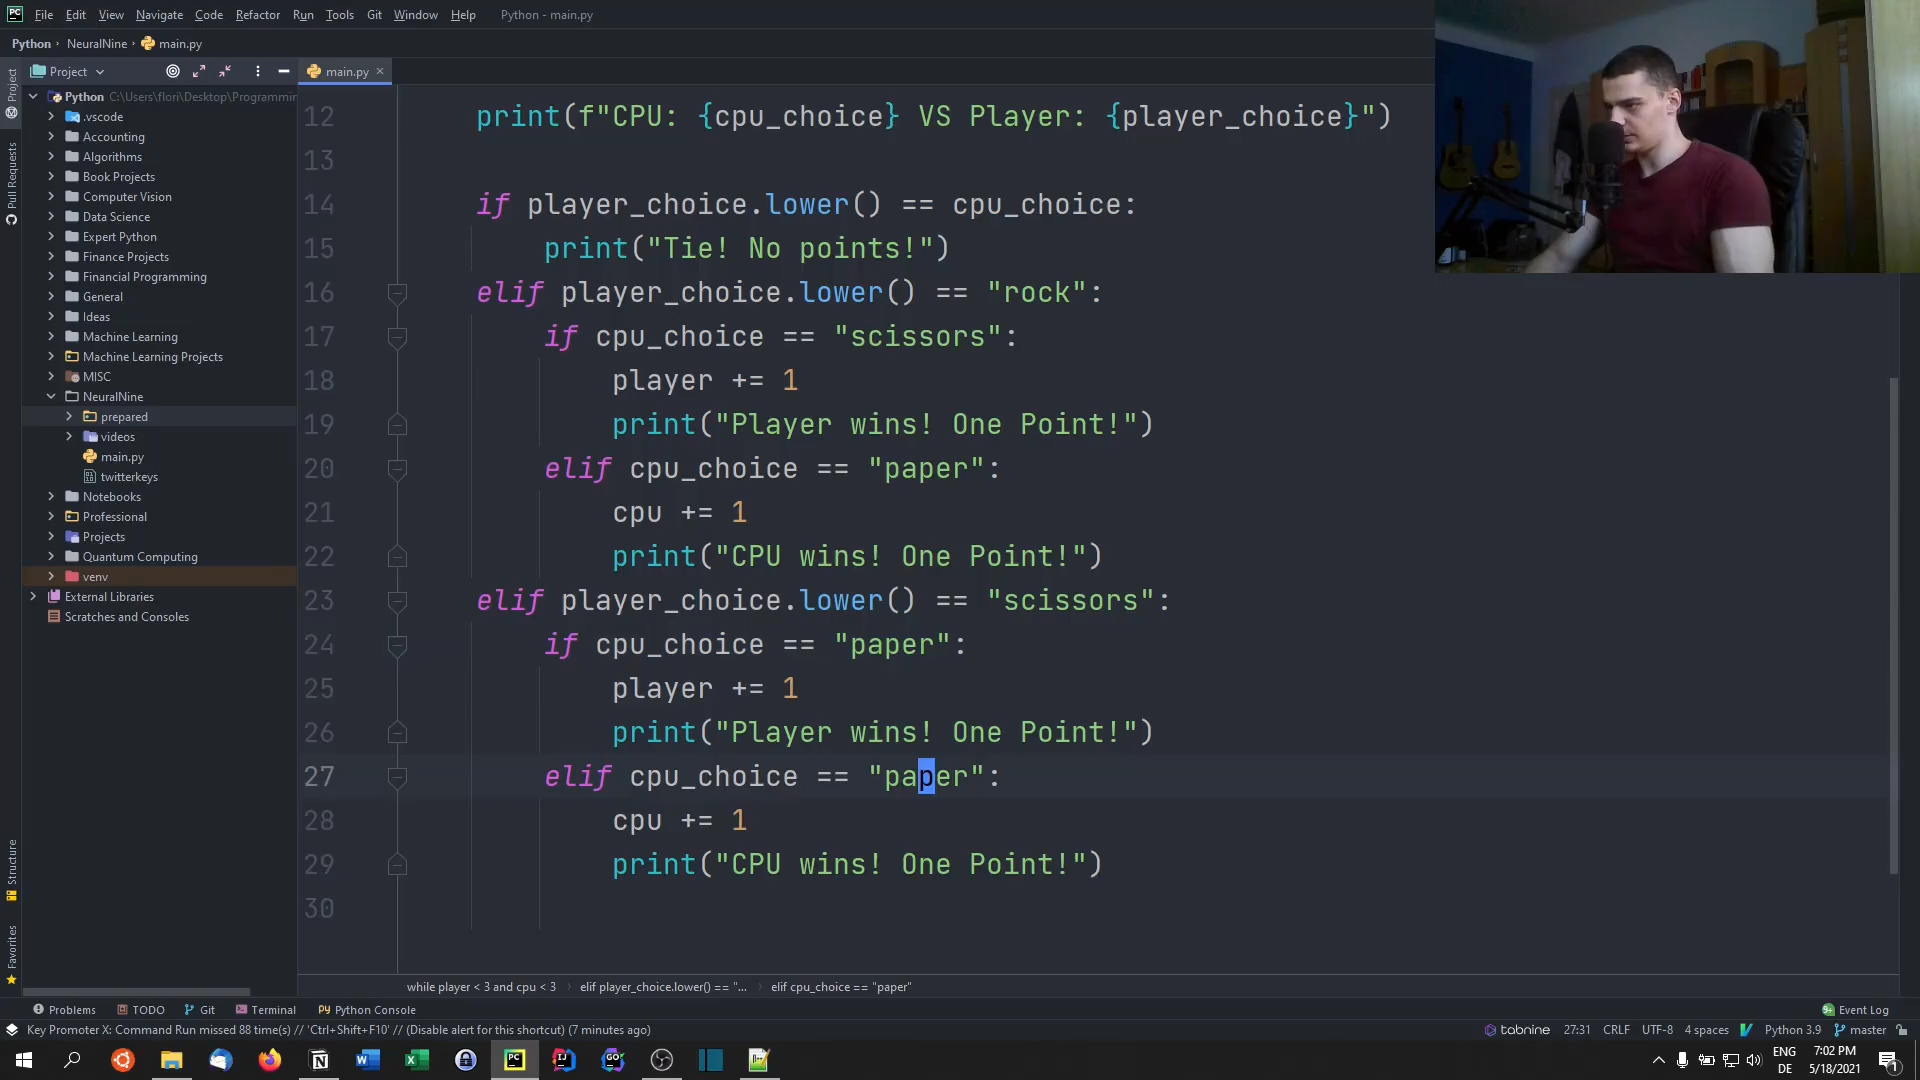 File Edit View Navigate Code Refactor Run Tools Git Window Help Python - main.py
Python NeuralNine main.py
Project
main.py
Python C:\Users\flori\Desktop\Programmin
.vscode
Accounting
Algorithms
Book Projects
Computer Vision
Data Science
Expert Python
Finance Projects
Financial Programming
General
Ideas
Machine Learning
Machine Learning Projects
MISC
NeuralNine
prepared
videos
main.py
twitterkeys
Notebooks
Professional
Projects
Quantum Computing
venv
External Libraries
Scratches and Consoles
Project
Pull Requests
Structure
Favorites
12 print(f"CPU: {cpu_choice} VS Player: {player_choice}")
13
14 if player_choice.lower() == cpu_choice:
15 print("Tie! No points!")
16 elif player_choice.lower() == "rock":
17 if cpu_choice == "scissors":
18 player += 1
19 print("Player wins! One Point!")
20 elif cpu_choice == "paper":
21 cpu += 1
22 print("CPU wins! One Point!")
23 elif player_choice.lower() == "scissors":
24 if cpu_choice == "paper":
25 player += 1
26 print("Player wins! One Point!")
27 elif cpu_choice == "paper":
28 cpu += 1
29 print("CPU wins! One Point!")
30
while player < 3 and cpu < 3 elif player_choice.lower() == "... elif cpu_choice == "paper"
Problems TODO Git Terminal Python Console Event Log
Key Promoter X: Command Run missed 88 time(s) // 'Ctrl+Shift+F10' // (Disable alert for this shortcut) (7 minutes ago) tabnine 27:31 CRLF UTF-8 4 spaces Python 3.9 master
ENG 7:02 PM
DE 5/18/2021